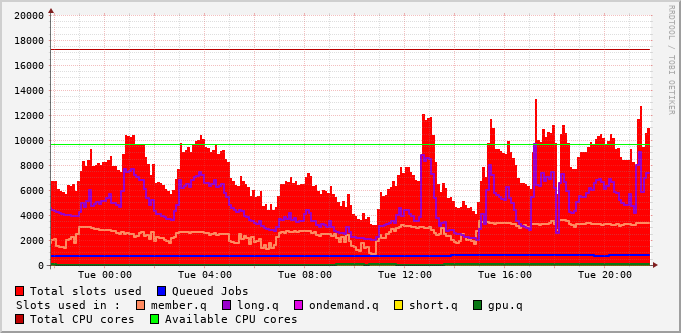 20000
18000
16000
14000
12000
10000
8000
6000
4000
2000
0
Tue 00:00 Tue 04:00 Tue 08:00 Tue 12:00 Tue 16:00 Tue 20:00
Total slots used Queued Jobs
Slots used in : member.q long.q ondemand.q short.q gpu.q
Total CPU cores Available CPU cores
RRDTOOL / TOBI OETIKER